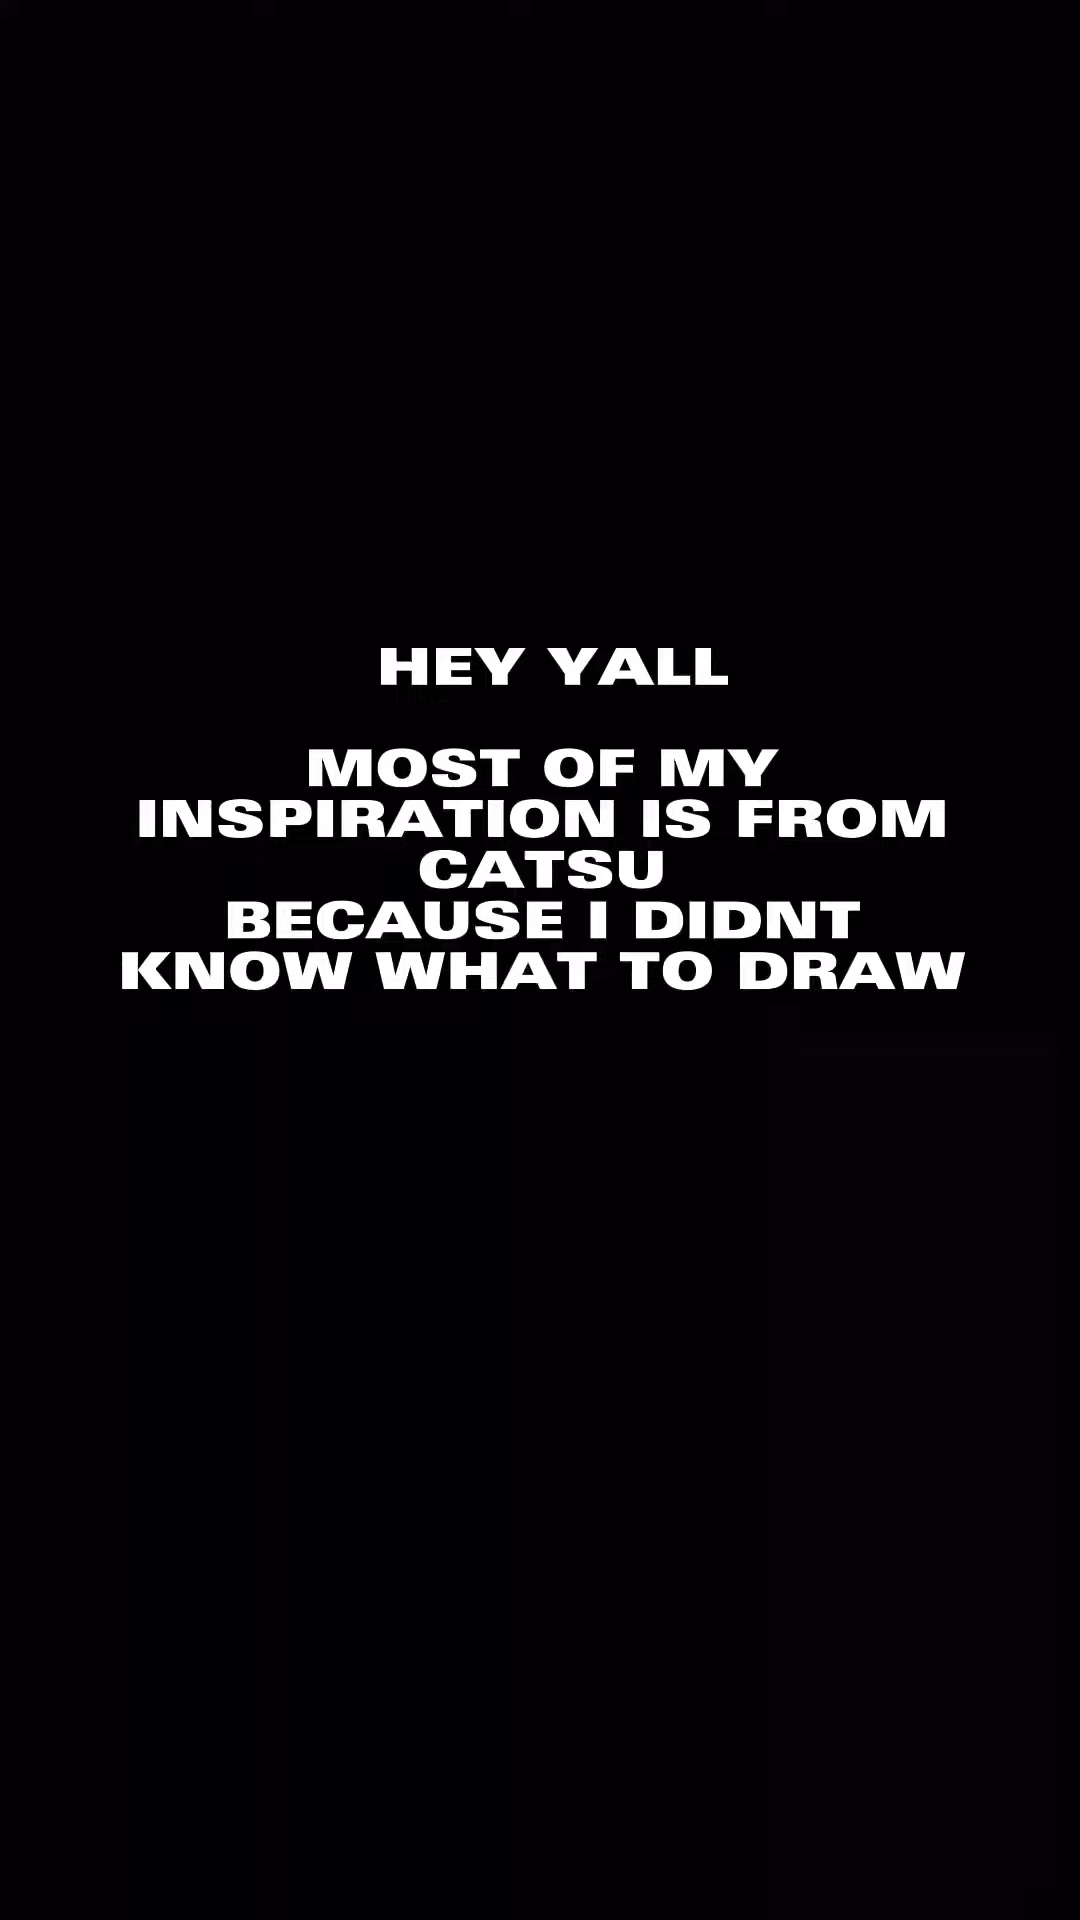 HEY YALL
MOST OF MY
INSPIRATION IS FROM
CATSU
BECAUSE I DIDNT
KNOW WHAT TO DRAW